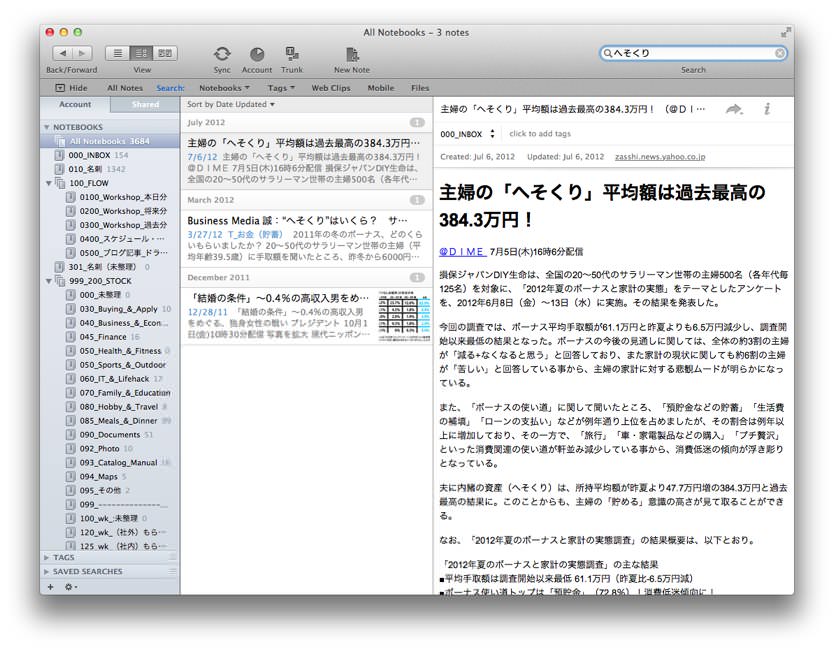 All Notebooks – 3 notes
Back/Forward
View
Sync
Account
Trunk
New Note
へそくり
Search
Hide
All Notes
Search:
Notebooks
Tags
Web Clips
Mobile
Files
Account
Shared
NOTEBOOKS
All Notebooks 3684
000_INBOX 154
010_名刺 1342
100_FLOW
0100_Workshop_本日分
0200_Workshop_将来分
0300_Workshop_過去分
0400_スケジュール・…
0500_ブログ記事_ドラ…
301_名刺（未整理） 0
999_200_STOCK
000_未整理 0
030_Buying_&_Apply 10
040_Business_&_Econ...
045_Finance 16
050_Health_&_Fitness 0
050_Sports_&_Outdoor
060_IT_&_Lifehack 17
070_Family_&_Education
080_Hobby_&_Travel 8
085_Meals_&_Dinner
090_Documents 51
092_Photo 10
093_Catalog_Manual
094_Maps 5
095_その他 2
099_--------------...
100_wk_:未整理 0
120_wk_（社外）もら…
125_wk_（社内）もら…
TAGS
SAVED SEARCHES
Sort by Date Updated
July 2012
1
主婦の「へそくり」平均額は過去最高の384.3万円…
7/6/12 主婦の「へそくり」平均額は過去最高の384.3万円！
＠ＤＩＭＥ 7月5日(木)16時6分配信 損保ジャパンDIY生命は、
全国の20〜50代のサラリーマン世帯の主婦500名（各年代…
March 2012
1
Business Media 誠：“へそくり”はいくら？ サ…
3/27/12 T_お金（貯蓄） 2011年の冬のボーナス、どのくら
いもらいましたか？ 20〜50代のサラリーマン世帯の主婦（平
均年齢39.5歳）に手取額を聞いたところ、昨冬から6000円…
December 2011
1
「結婚の条件」〜0.4%の高収入男をめ…
12/28/11 「結婚の条件」〜0.4%の高収入男
をめぐる、独身女性の戦い プレジデント 10月1
日(金)10時30分配信 写真を拡大 現代ニッポン…
主婦の「へそくり」平均額は過去最高の384.3万円！ （＠ＤＩ…
000_INBOX
click to add tags
Created: Jul 6, 2012 Updated: Jul 6, 2012 zasshi.news.yahoo.co.jp
主婦の「へそくり」平均額は過去最高の
384.3万円！
＠ＤＩＭＥ 7月5日(木)16時6分配信
損保ジャパンDIY生命は、全国の20〜50代のサラリーマン世帯の主婦500名（各年代毎
125名）を対象に、「2012年夏のボーナスと家計の実態」をテーマとしたアンケート
を、2012年6月8日（金）〜13日（水）に実施。その結果を発表した。
今回の調査では、ボーナス平均手取額が61.1万円と昨夏よりも6.5万円減少し、調査開
始以来最低の結果となった。ボーナスの今後の見通しに関しては、全体の約3割の主婦
が「減る+なくなると思う」と回答しており、また家計の現状に関しても約6割の主婦
が「苦しい」と回答している事から、主婦の家計に対する悲観ムードが明らかになっ
ている。
また、「ボーナスの使い道」に関して聞いたところ、「預貯金などの貯蓄」「生活費
の補填」「ローンの支払い」などが例年通り上位を占めましたが、その割合は例年以
上に増加しており、その一方で、「旅行」「車・家電製品などの購入」「プチ贅沢」
といった消費関連の使い道が軒並み減少している事から、消費低迷の傾向が浮き彫り
となっている。
夫に内緒の資産（へそくり）は、所持平均額が昨夏より47.7万円増の384.3万円と過去
最高の結果に。このことからも、主婦の「貯める」意識の高さが見て取ることができ
る。
なお、「2012年夏のボーナスと家計の実態調査」の結果概要は、以下とおり。
「2012年夏のボーナスと家計の実態調査」の主な結果
■平均手取額は調査開始以来最低 61.1万円（昨夏比-6.5万円減）
■ボーナス使い道トップは「預貯金」（72.8%）！消費低迷傾向に！